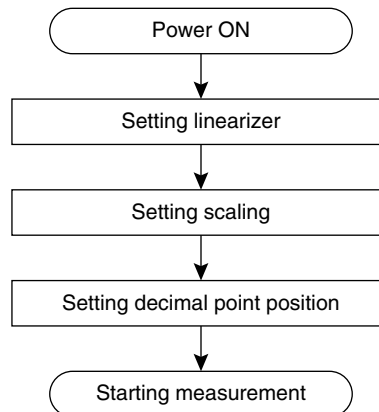 Power ON
Setting linearizer
Setting scaling
Setting decimal point position
Starting measurement